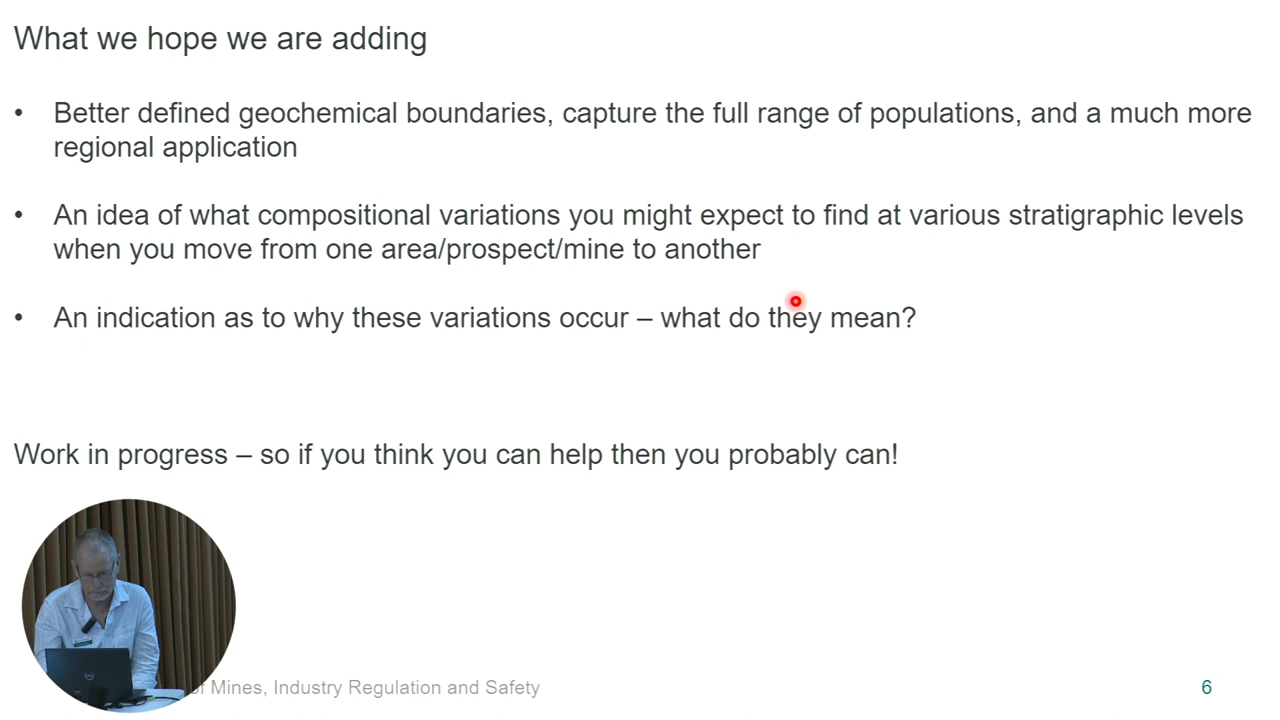 What we hope we are adding
• Better defined geochemical boundaries, capture the full range of populations, and a much more
regional application
• An idea of what compositional variations you might expect to find at various stratigraphic levels
when you move from one area/prospect/mine to another
• An indication as to why these variations occur – what do they mean?
Work in progress – so if you think you can help then you probably can!
of Mines, Industry Regulation and Safety
6